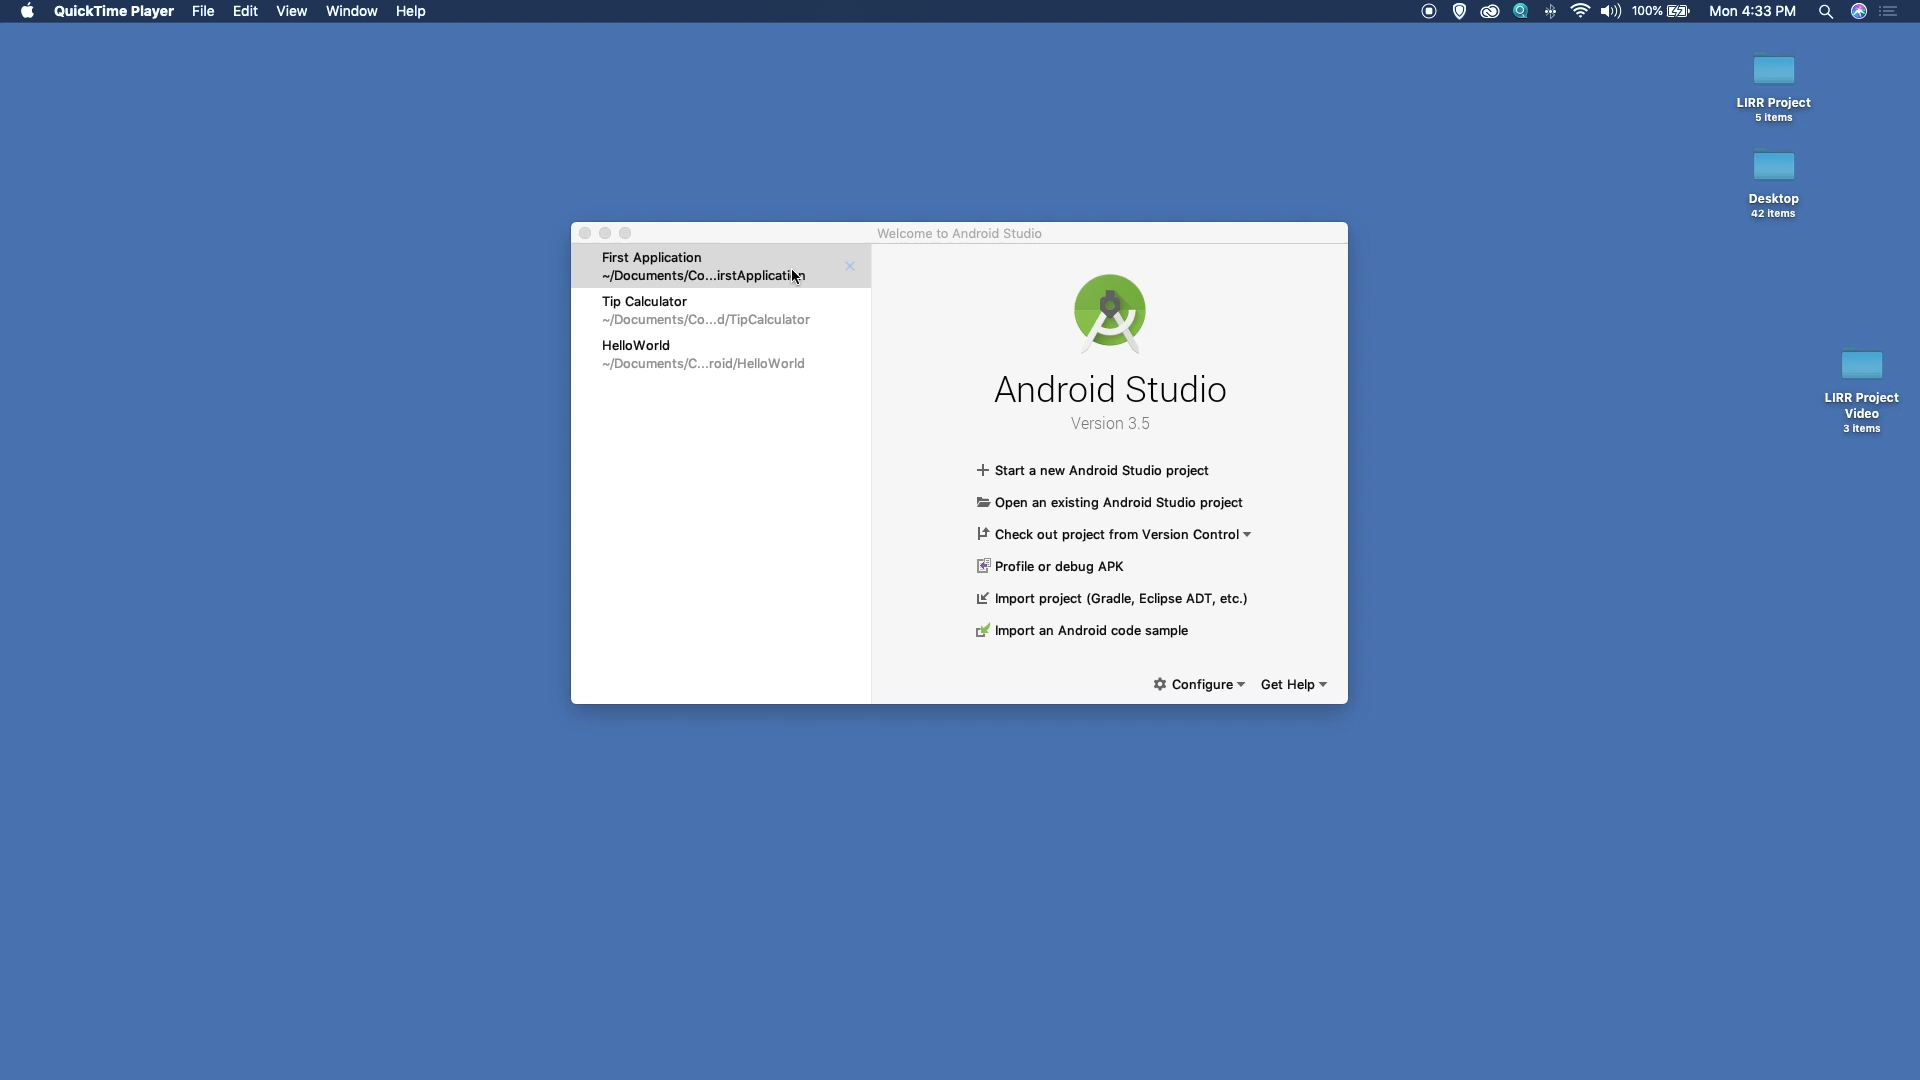 QuickTime Player File Edit View Window Help 100% Mon 4:33 PM
LIRR Project
5 items
Desktop
42 items
LIRR Project
Video
3 items
Welcome to Android Studio
First Application
~/Documents/Co...irstApplication
Tip Calculator
~/Documents/Co...d/TipCalculator
HelloWorld
~/Documents/C...roid/HelloWorld
Android Studio
Version 3.5
Start a new Android Studio project
Open an existing Android Studio project
Check out project from Version Control
Profile or debug APK
Import project (Gradle, Eclipse ADT, etc.)
Import an Android code sample
Configure Get Help